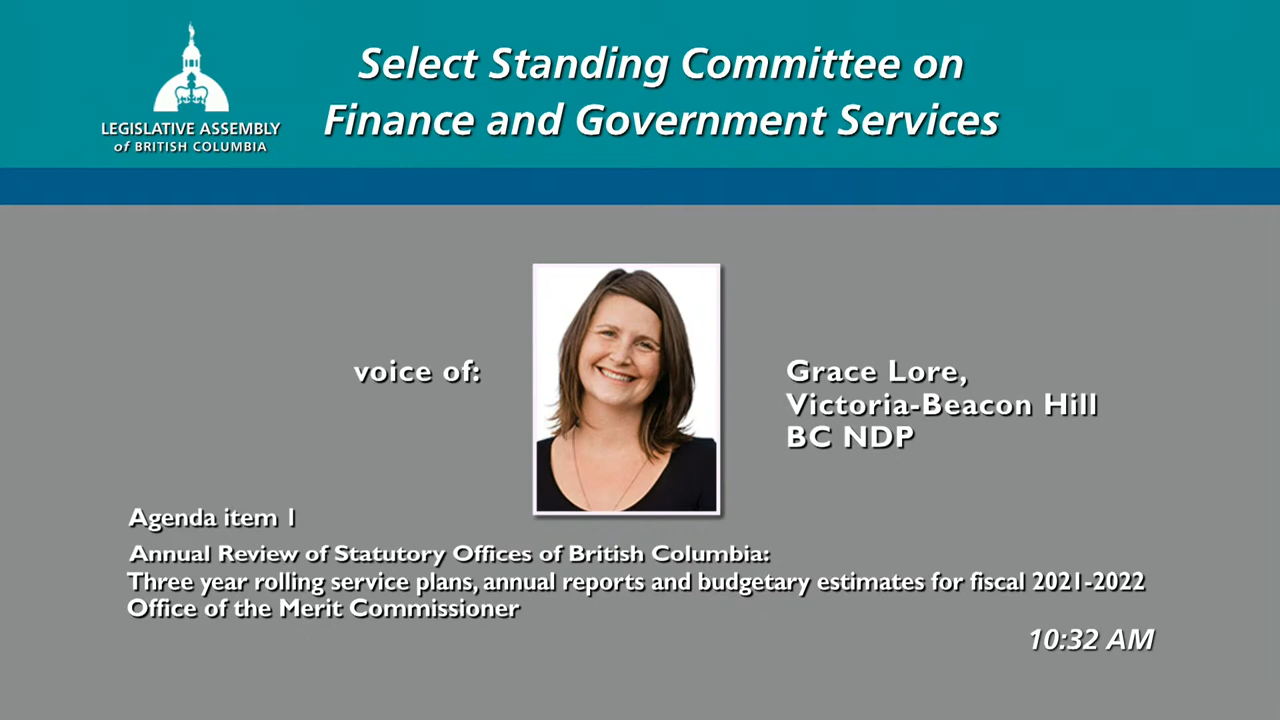 Select Standing Committee on
Finance and Government Services
LEGISLATIVE ASSEMBLY
of BRITISH COLUMBIA
voice of:
Grace Lore,
Victoria-Beacon Hill
BC NDP
Agenda item 1
Annual Review of Statutory Offices of British Columbia:
Three year rolling service plans, annual reports and budgetary estimates for fiscal 2021-2022
Office of the Merit Commissioner
10:32 AM